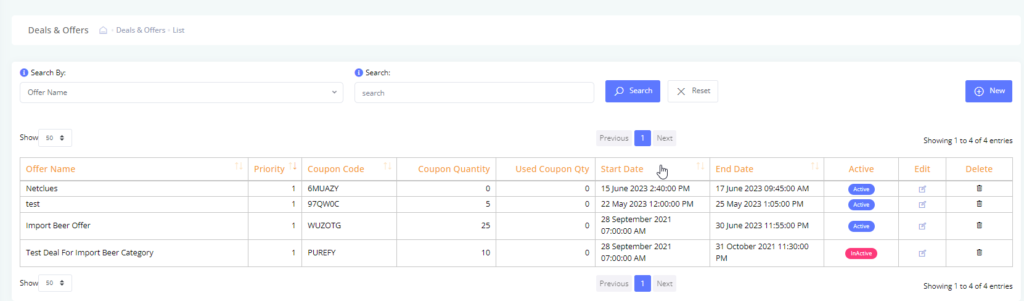 Deals & Offers Deals & Offers List
Search By: Search:
Offer Name search Search Reset New
Show 50 Previous 1 Next Showing 1 to 4 of 4 entries
Offer Name Priority Coupon Code Coupon Quantity Used Coupon Qty Start Date End Date Active Edit Delete
Netclues 1 6MUAZY 0 0 15 June 2023 2:40:00 PM 17 June 2023 09:45:00 AM Active
test 1 97QW0C 5 0 22 May 2023 12:00:00 PM 25 May 2023 1:05:00 PM Active
Import Beer Offer 1 WUZOTG 25 0 28 September 2021 07:00:00 AM 30 June 2023 11:55:00 PM Active
Test Deal For Import Beer Category 1 PUREFY 10 0 28 September 2021 07:00:00 AM 31 October 2021 11:30:00 PM InActive
Show 50 Previous 1 Next Showing 1 to 4 of 4 entries